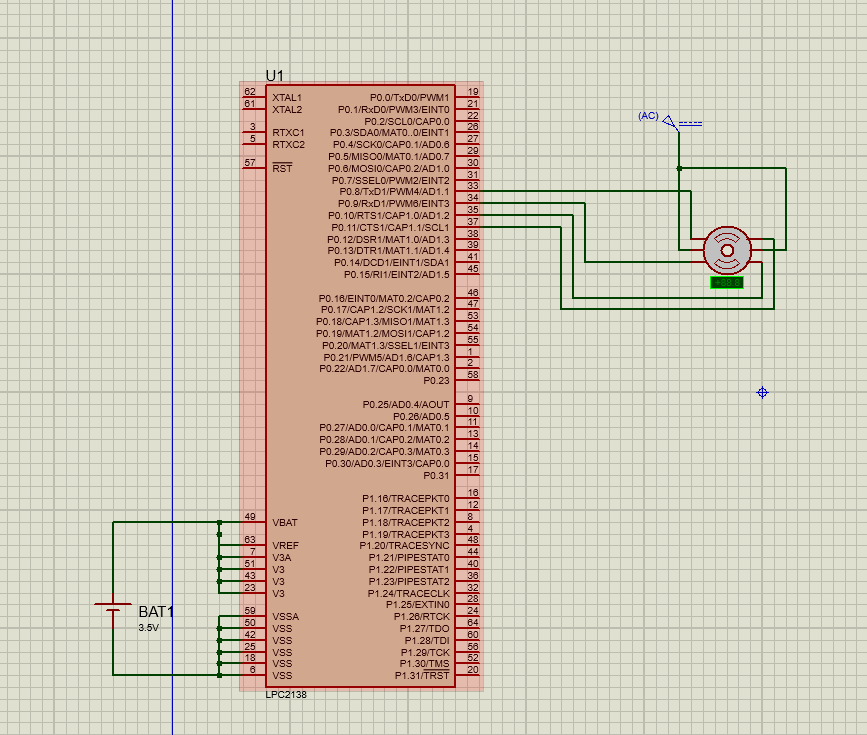 U1
62 XTAL1 P0.0/TxD0/PWM1 19
61 XTAL2 P0.1/RxD0/PWM3/EINT0 21
P0.2/SCL0/CAP0.0 22
3 RTXC1 P0.3/SDA0/MAT0..0/EINT1 26
5 RTXC2 P0.4/SCK0/CAP0.1/AD0.6 27
P0.5/MISO0/MAT0.1/AD0.7 29
57 RST P0.6/MOSI0/CAP0.2/AD1.0 30
P0.7/SSEL0/PWM2/EINT2 31
P0.8/TxD1/PWM4/AD1.1 33
P0.9/RxD1/PWM6/EINT3 34
P0.10/RTS1/CAP1.0/AD1.2 35
P0.11/CTS1/CAP1.1/SCL1 37
P0.12/DSR1/MAT1.0/AD1.3 38
P0.13/DTR1/MAT1.1/AD1.4 39
P0.14/DCD1/EINT1/SDA1 41
P0.15/RI1/EINT2/AD1.5 45
P0.16/EINT0/MAT0.2/CAP0.2 46
P0.17/CAP1.2/SCK1/MAT1.2 47
P0.18/CAP1.3/MISO1/MAT1.3 53
P0.19/MAT1.2/MOSI1/CAP1.2 54
P0.20/MAT1.3/SSEL1/EINT3 55
P0.21/PWM5/AD1.6/CAP1.3 1
P0.22/AD1.7/CAP0.0/MAT0.0 2
P0.23 58
P0.25/AD0.4/AOUT 9
P0.26/AD0.5 10
P0.27/AD0.0/CAP0.1/MAT0.1 11
P0.28/AD0.1/CAP0.2/MAT0.2 13
P0.29/AD0.2/CAP0.3/MAT0.3 14
P0.30/AD0.3/EINT3/CAP0.0 15
P0.31 17
P1.16/TRACEPKT0 16
P1.17/TRACEPKT1 12
49 VBAT P1.18/TRACEPKT2 8
P1.19/TRACEPKT3 4
63 VREF P1.20/TRACESYNC 48
7 V3A P1.21/PIPESTAT0 44
51 V3 P1.22/PIPESTAT1 40
43 V3 P1.23/PIPESTAT2 36
23 V3 P1.24/TRACECLK 32
P1.25/EXTIN0 28
59 VSSA P1.26/RTCK 24
50 VSS P1.27/TDO 64
42 VSS P1.28/TDI 60
25 VSS P1.29/TCK 56
18 VSS P1.30/TMS 52
6 VSS P1.31/TRST 20
LPC2138
BAT1
3.5V
(AC)